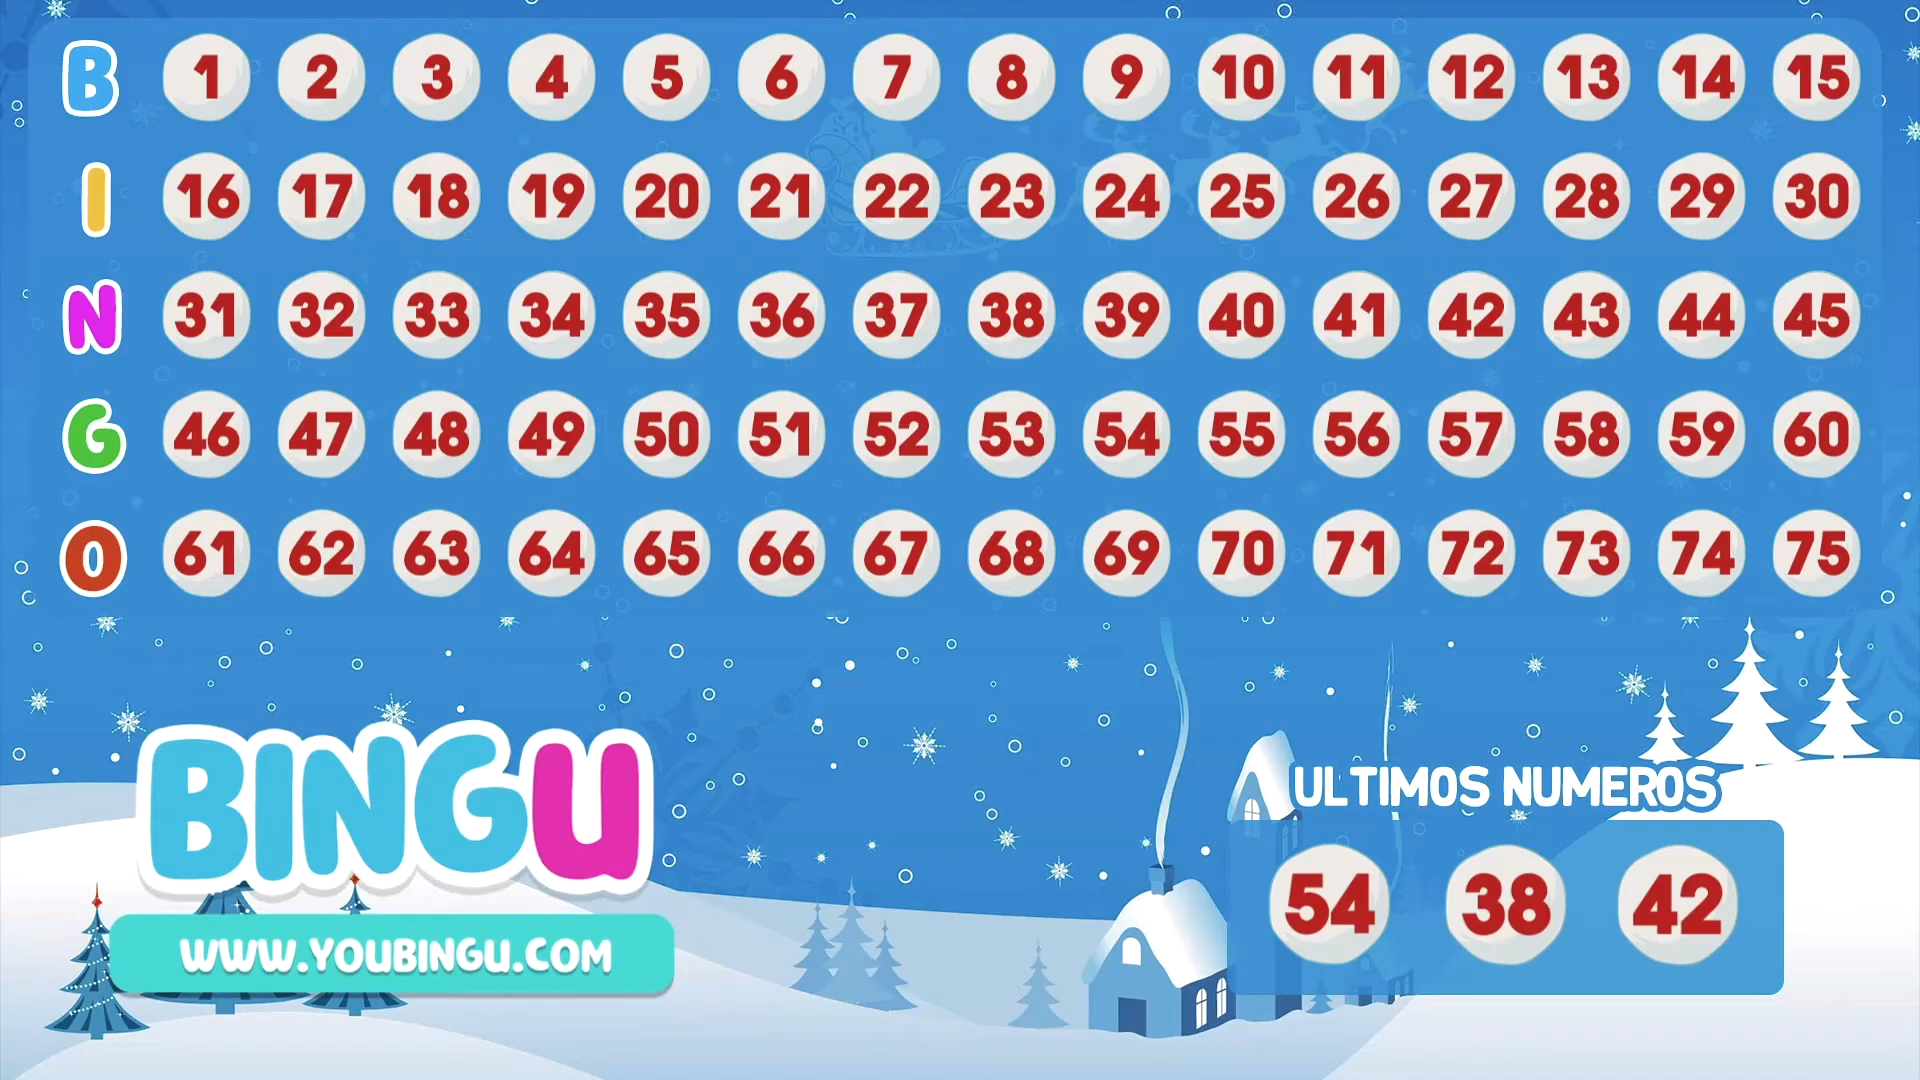 B 1 2 3 4 5 6 7 8 9 10 11 12 13 14 15
I 16 17 18 19 20 21 22 23 24 25 26 27 28 29 30
N 31 32 33 34 35 36 37 38 39 40 41 42 43 44 45
G 46 47 48 49 50 51 52 53 54 55 56 57 58 59 60
O 61 62 63 64 65 66 67 68 69 70 71 72 73 74 75
BINGU
WWW.YOUBINGU.COM
ULTIMOS NUMEROS
54 38 42